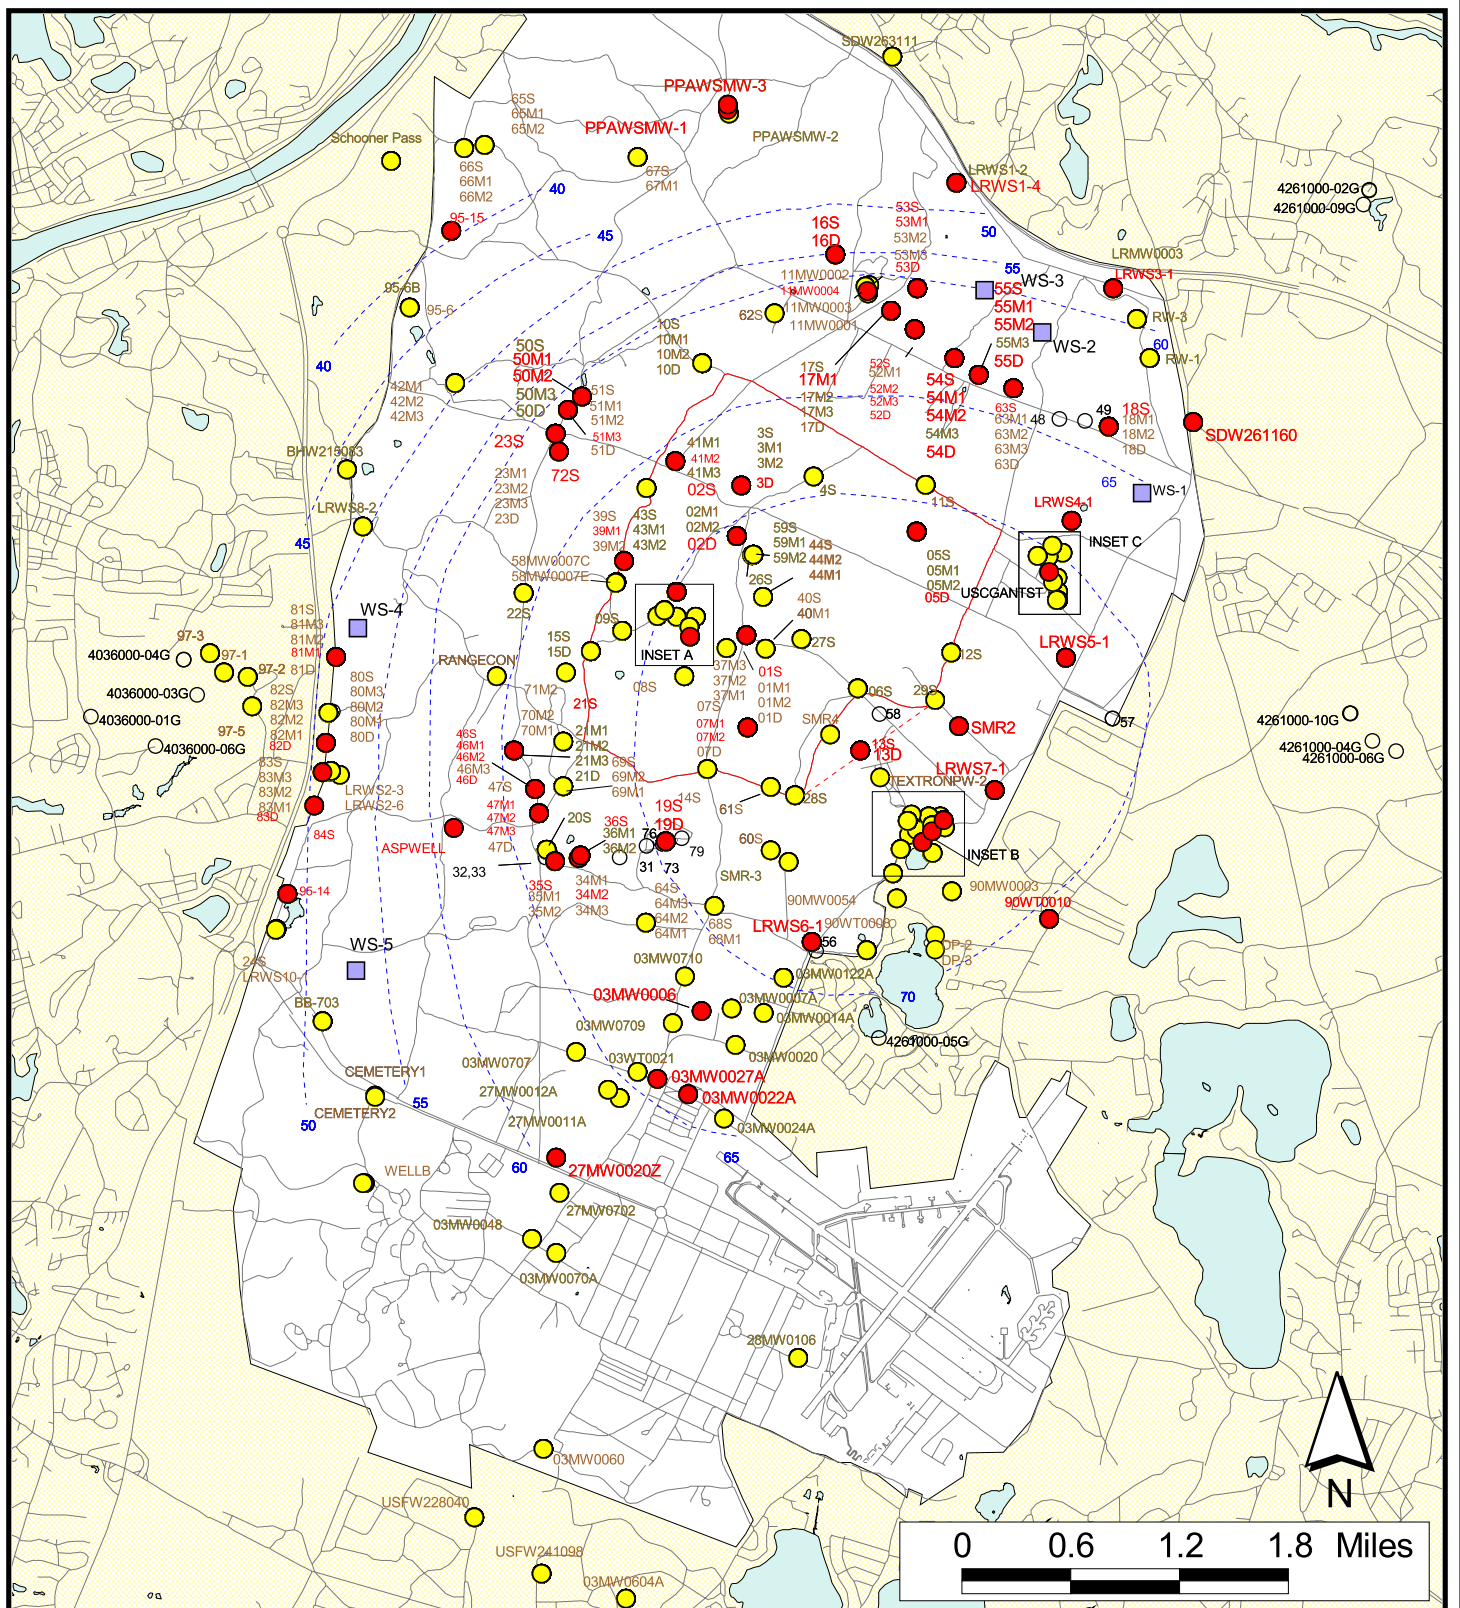 SDW263111
PPAWSMW-3
65S
65M1
65M2
PPAWSMW-1
PPAWSMW-2
Schooner Pass
66S
66M1
66M2
67S
67M1
LRWS1-2
LRWS1-4
4261000-02G
4261000-09G
40
95-15
45
16S
16D
53S
53M1
53M2
53M3
53D
50
55
LRMW0003
LRWS3-1
WS-3
11MW0002
11MW0004
11MW0003
11MW0001
95-6B
95-6
62S
10S
10M1
10M2
10D
55S
55M1
55M2
55M3
55D
RW-3
WS-2
60
RW-1
40
50S
50M1
50M2
50M3
50D
42M1
42M2
42M3
51S
51M1
51M2
51M3
51D
17S
17M1
17M2
17M3
17D
52S
52M1
52M2
52M3
52D
54S
54M1
54M2
54M3
54D
63S
63M1
63M2
63M3
63D
48
49
18S
18M1
18M2
18D
SDW261160
23S
72S
23M1
23M2
23M3
23D
41M1
41M2
41M3
3S
3M1
3M2
3D
BHW215083
65
WS-1
4S
11S
LRWS8-2
02S
02M1
02M2
02D
39S
39M1
39M2
43S
43M1
43M2
59S
59M1
59M2
44S
44M2
44M1
LRWS4-1
INSET C
45
58MW0007C
58MW0007E
26S
05S
05M1
05M2
05D
USCGANTST
22S
09S
40S
40M1
81S
81M3
81M2
81M1
81D
WS-4
15S
15D
INSET A
27S
12S
LRWS5-1
97-3
97-1
97-2
4036000-04G
RANGECON
37M3
37M2
37M1
01S
01M1
01M2
01D
08S
4036000-03G
82S
82M3
82M2
82M1
82D
80S
80M3
80M2
80M1
80D
71M2
70M2
70M1
21S
21M1
21M2
21M3
21D
07S
07M1
07M2
07D
06S
29S
58
SMR4
SMR2
57
4261000-10G
4036000-01G
97-5
4036000-06G
46S
46M1
46M2
46M3
46D
13S
13D
4261000-04G
4261000-06G
83S
83M3
83M2
83M1
83D
LRWS2-3
LRWS2-6
47S
47M1
47M2
47M3
47D
69S
69M2
69M1
14S
TEXTRONPW-2
LRWS7-1
28S
61S
19S
19D
84S
ASPWELL
20S
36S
36M1
36M2
76
79
31
73
60S
INSET B
32,33
35S
35M1
35M2
34M1
34M2
34M3
SMR-3
64S
64M3
64M2
64M1
95-14
90MW0054
90MW0003
90WT0010
68S
68M1
LRWS6-1
56
DP-2
DP-3
24S
WS-5
03MW0710
03MW0122A
BB-703
03MW0006
03MW0007A
03MW0014A
70
03MW0709
03MW0020
4261000-05G
03MW0707
03WT0021
CEMETERY1
CEMETERY2
27MW0012A
27MW0011A
03MW0027A
03MW0022A
03MW0024A
50
55
60
65
27MW0020Z
WELLB
27MW0702
03MW0048
03MW0070A
28MW0106
03MW0060
USFW228040
USFW241098
03MW0604A
N
0 0.6 1.2 1.8 Miles